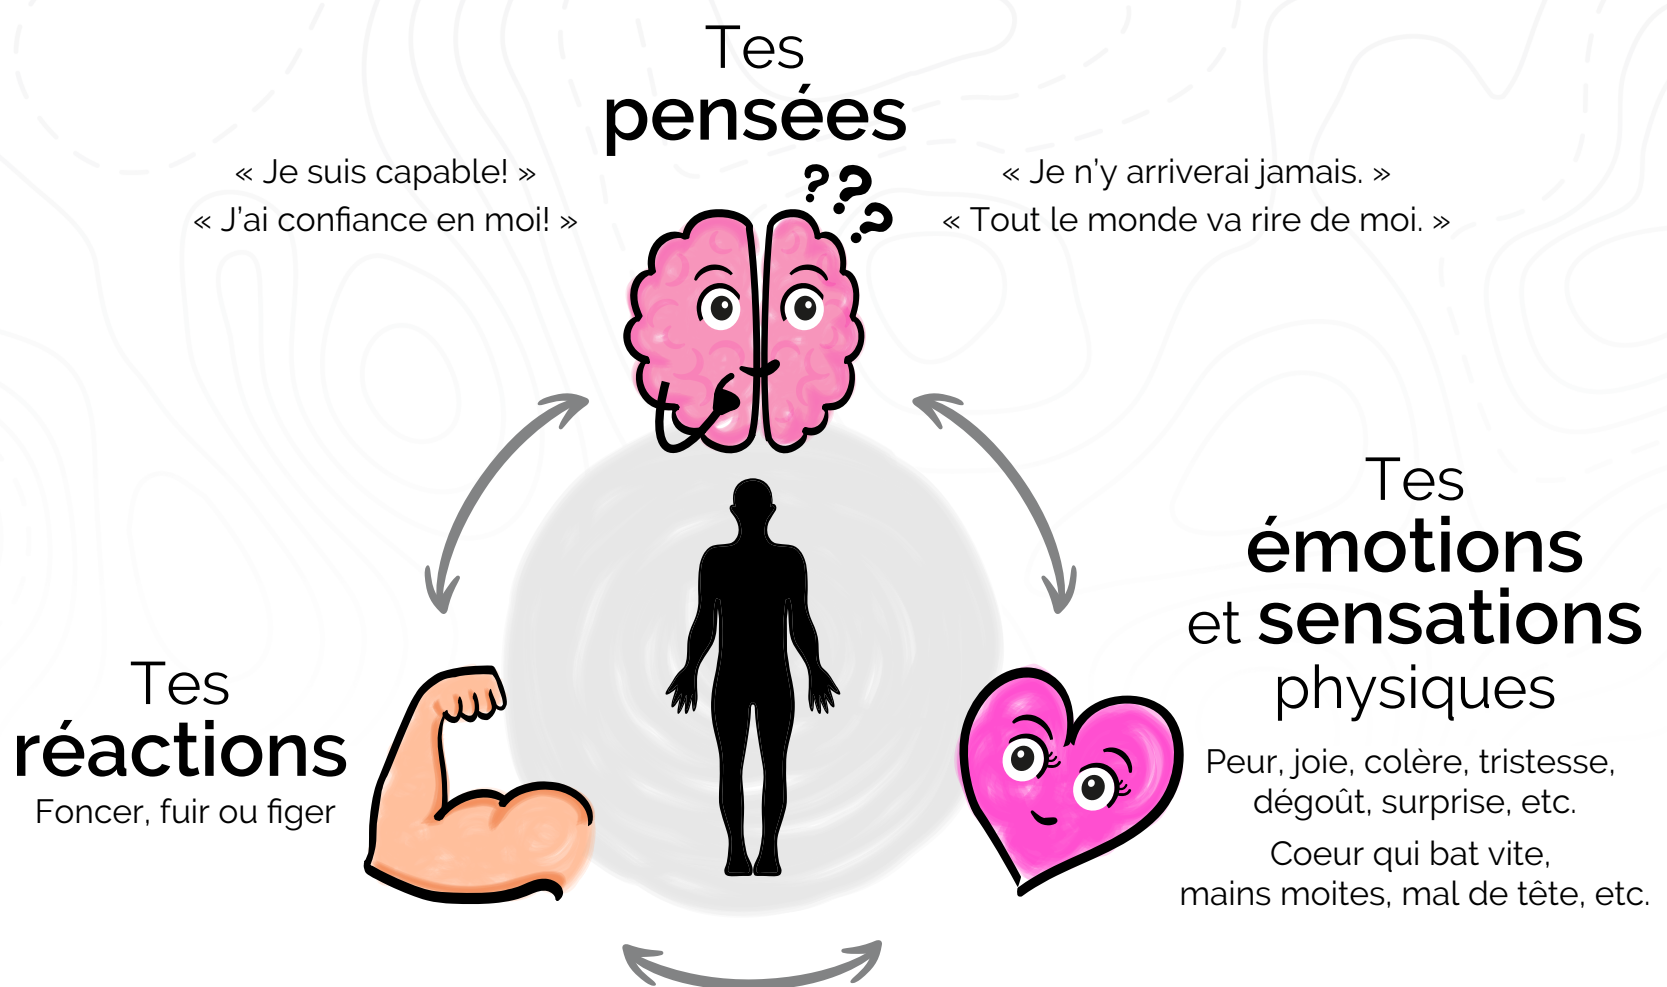 Tes
pensées
« Je suis capable! »
« J'ai confiance en moi! »
???
« Je n'y arriverai jamais. »
« Tout le monde va rire de moi. »
Tes
émotions
et sensations
physiques
Peur, joie, colère, tristesse,
dégoût, surprise, etc.
Coeur qui bat vite,
mains moites, mal de tête, etc.
Tes
réactions
Foncer, fuir ou figer